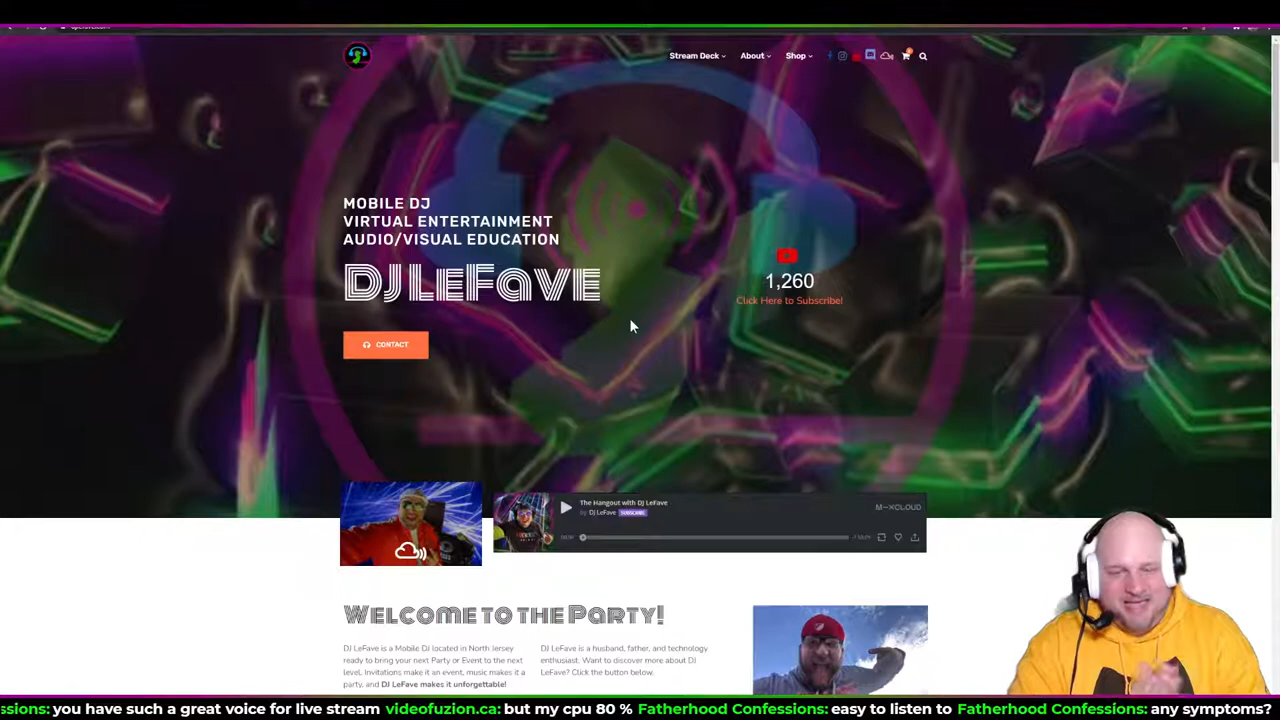 Stream Deck
About
Shop
MOBILE DJ
VIRTUAL ENTERTAINMENT
AUDIO/VISUAL EDUCATION
DJ LeFave
1,260
Click Here to Subscribe!
CONTACT
The Hangout with DJ LeFave
by DJ LeFave SUBSCRIBE
M-XCLOUD
Welcome to the Party!
DJ LeFave is a Mobile DJ located in North Jersey
ready to bring your next Party or Event to the next
level. Invitations make it an event, music makes it a
party, and DJ LeFave makes it unforgettable!
DJ LeFave is a husband, father, and technology
enthusiast. Want to discover more about DJ
LeFave? Click the button below.
ssions: you have such a great voice for live stream videofuzion.ca: but my cpu 80 % Fatherhood Confessions: easy to listen to Fatherhood Confessions: any symptoms?